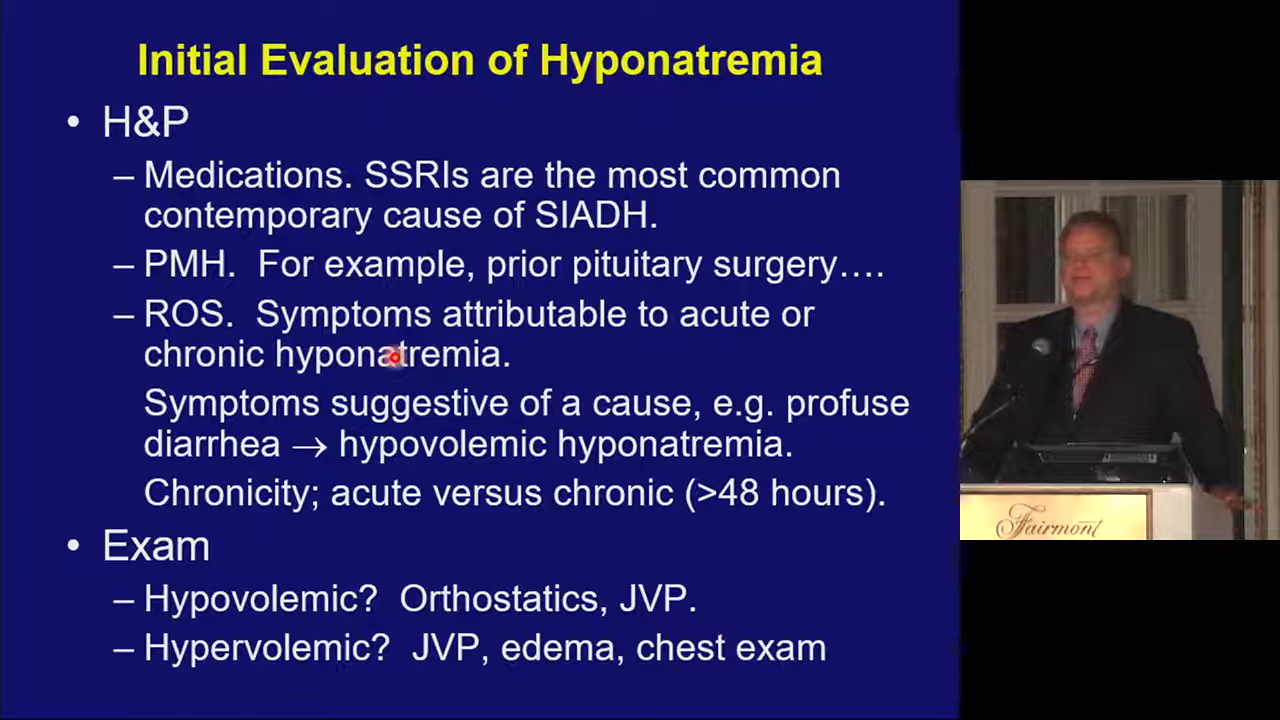 Initial Evaluation of Hyponatremia
• H&P
– Medications. SSRIs are the most common
contemporary cause of SIADH.
– PMH. For example, prior pituitary surgery….
– ROS. Symptoms attributable to acute or
chronic hyponatremia.
Symptoms suggestive of a cause, e.g. profuse
diarrhea → hypovolemic hyponatremia.
Chronicity; acute versus chronic (>48 hours).
• Exam
– Hypovolemic? Orthostatics, JVP.
– Hypervolemic? JVP, edema, chest exam
Fairmont